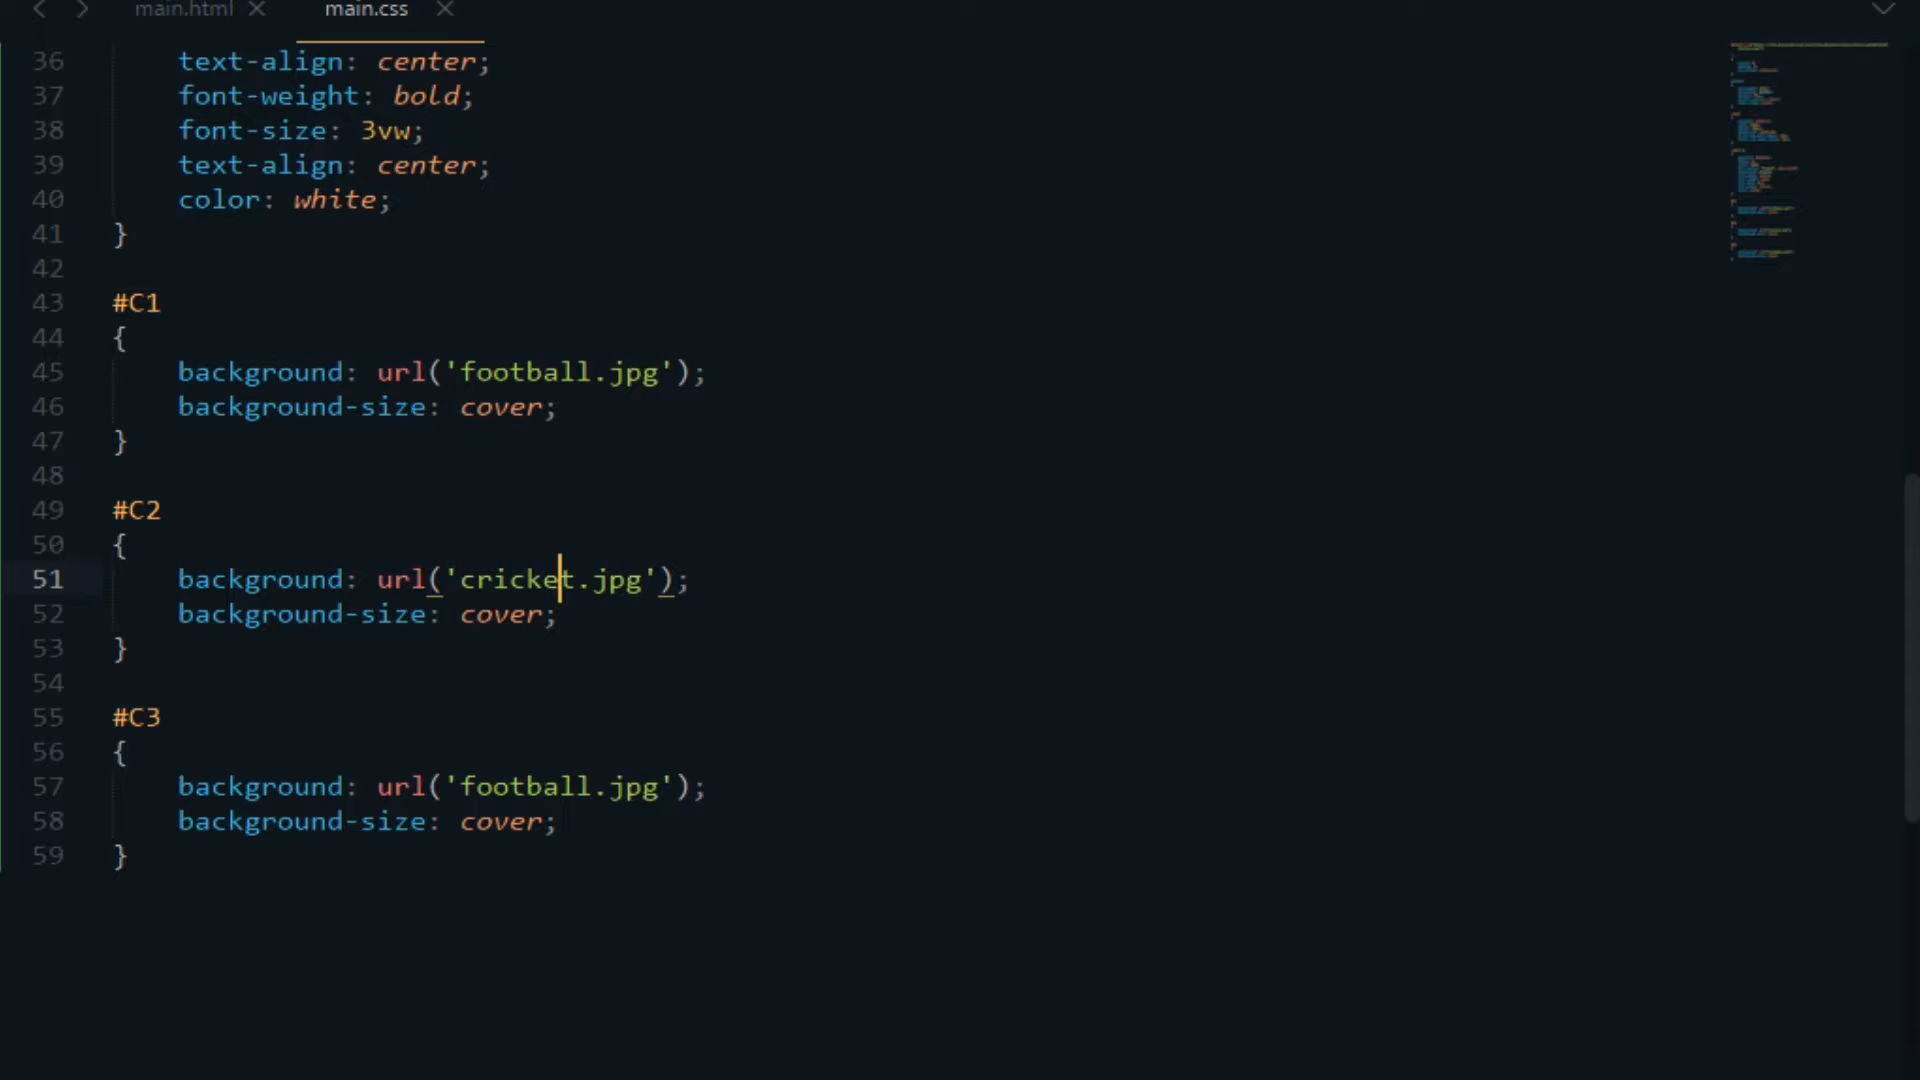 main.html
main.css
36 text-align: center;
37 font-weight: bold;
38 font-size: 3vw;
39 text-align: center;
40 color: white;
41 }
42
43 #C1
44 {
45 background: url('football.jpg');
46 background-size: cover;
47 }
48
49 #C2
50 {
51 background: url('cricket.jpg');
52 background-size: cover;
53 }
54
55 #C3
56 {
57 background: url('football.jpg');
58 background-size: cover;
59 }